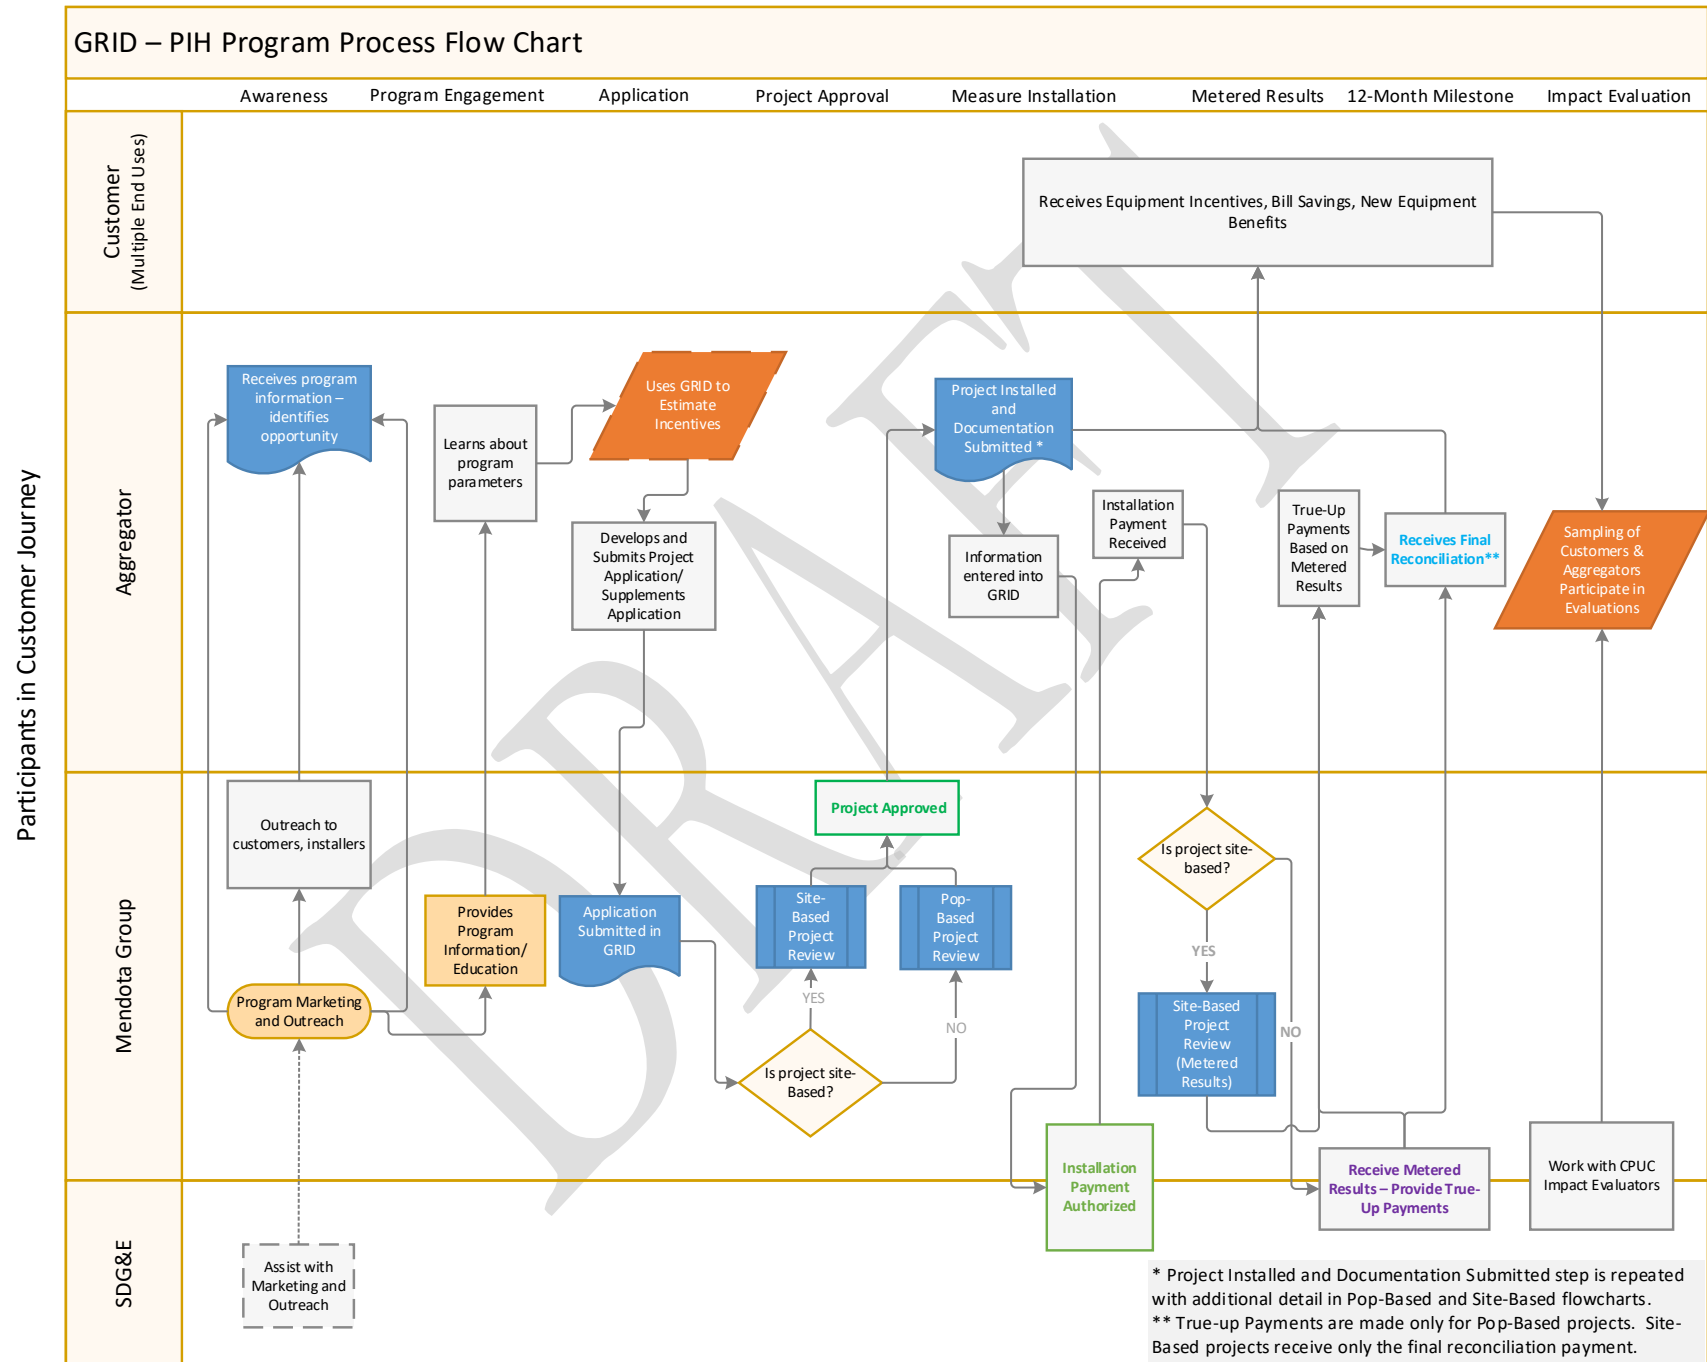 GRID – PIH Program Process Flow Chart
Awareness
Program Engagement
Application
Project Approval
Measure Installation
Metered Results
12-Month Milestone
Impact Evaluation
Participants in Customer Journey
Customer
(Multiple End Uses)
Receives Equipment Incentives, Bill Savings, New Equipment
Benefits
Aggregator
Receives program
information –
identifies
opportunity
Learns about
program
parameters
Uses GRID to
Estimate
Incentives
Develops and
Submits Project
Application/
Supplements
Application
Project Installed
and
Documentation
Submitted *
Information
entered into
GRID
Installation
Payment
Received
True-Up
Payments
Based on
Metered
Results
Receives Final
Reconciliation**
Sampling of
Customers &
Aggregators
Participate in
Evaluations
Mendota Group
Outreach to
customers, installers
Program Marketing
and Outreach
Provides
Program
Information/
Education
Application
Submitted in
GRID
Project Approved
Site-
Based
Project
Review
Pop-
Based
Project
Review
YES
NO
Is project site-
Based?
Is project site-
based?
YES
NO
Site-Based
Project
Review
(Metered
Results)
Installation
Payment
Authorized
Receive Metered
Results – Provide True-
Up Payments
Work with CPUC
Impact Evaluators
SDG&E
Assist with
Marketing and
Outreach
* Project Installed and Documentation Submitted step is repeated
with additional detail in Pop-Based and Site-Based flowcharts.
** True-up Payments are made only for Pop-Based projects. Site-
Based projects receive only the final reconciliation payment.
DRAFT